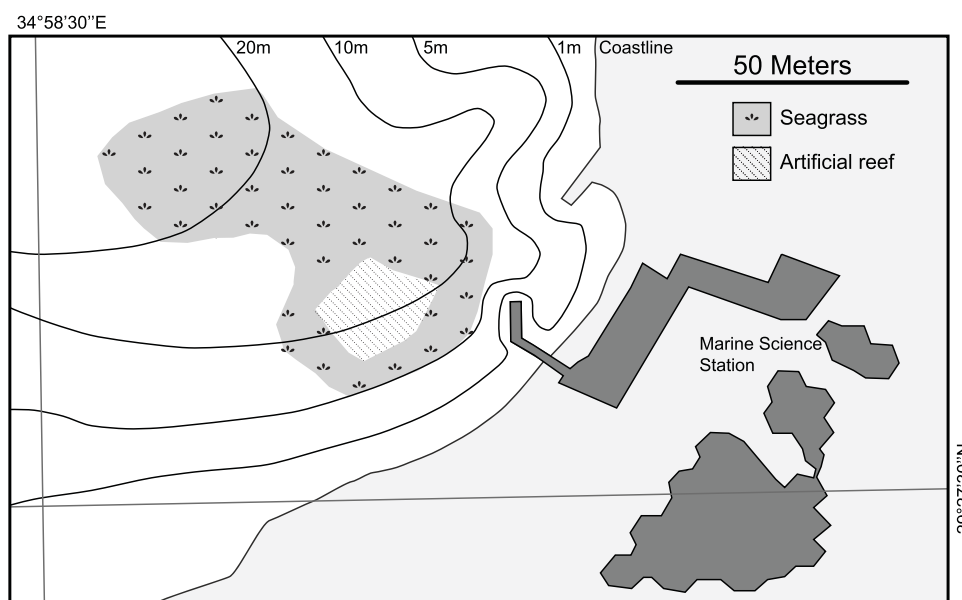 34°58’30’’E
20m
10m
5m
1m
Coastline
50 Meters
Seagrass
Artificial reef
Marine Science
Station